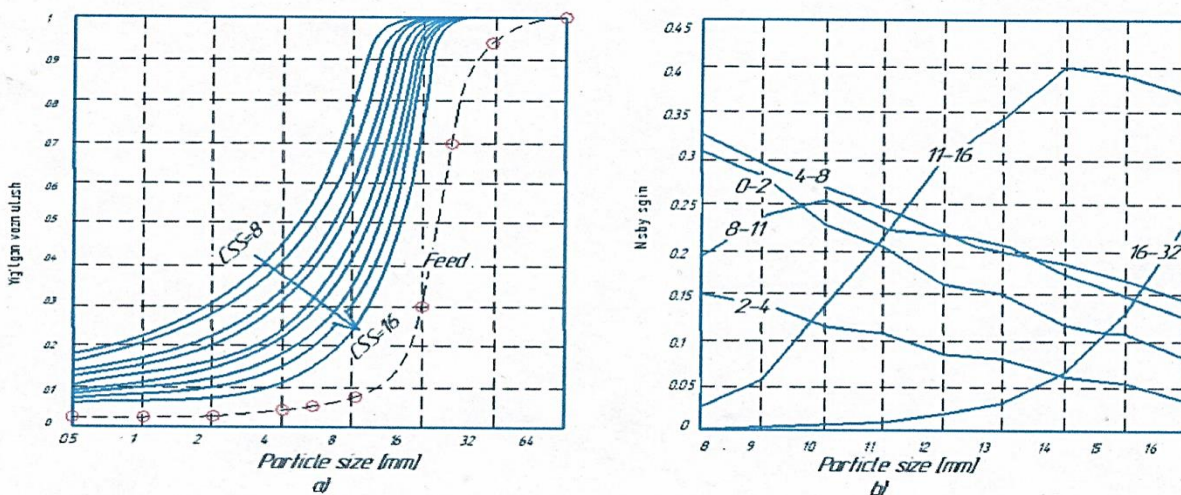 1
0.9
0.8
0.7
0.6
0.5
0.4
0.3
0.2
0.1
0
vazn ulush
CSS=8
CSS=16
Feed
0.5 1 2 4 8 16 32 64
Particle size [mm]
a)
0.45
0.4
0.35
0.3
0.25
0.2
0.15
0.1
0.05
0
11-16
4-8
0-2
8-11
16-32
2-4
8 9 10 11 12 13 14 15 16
Particle size [mm]
b)